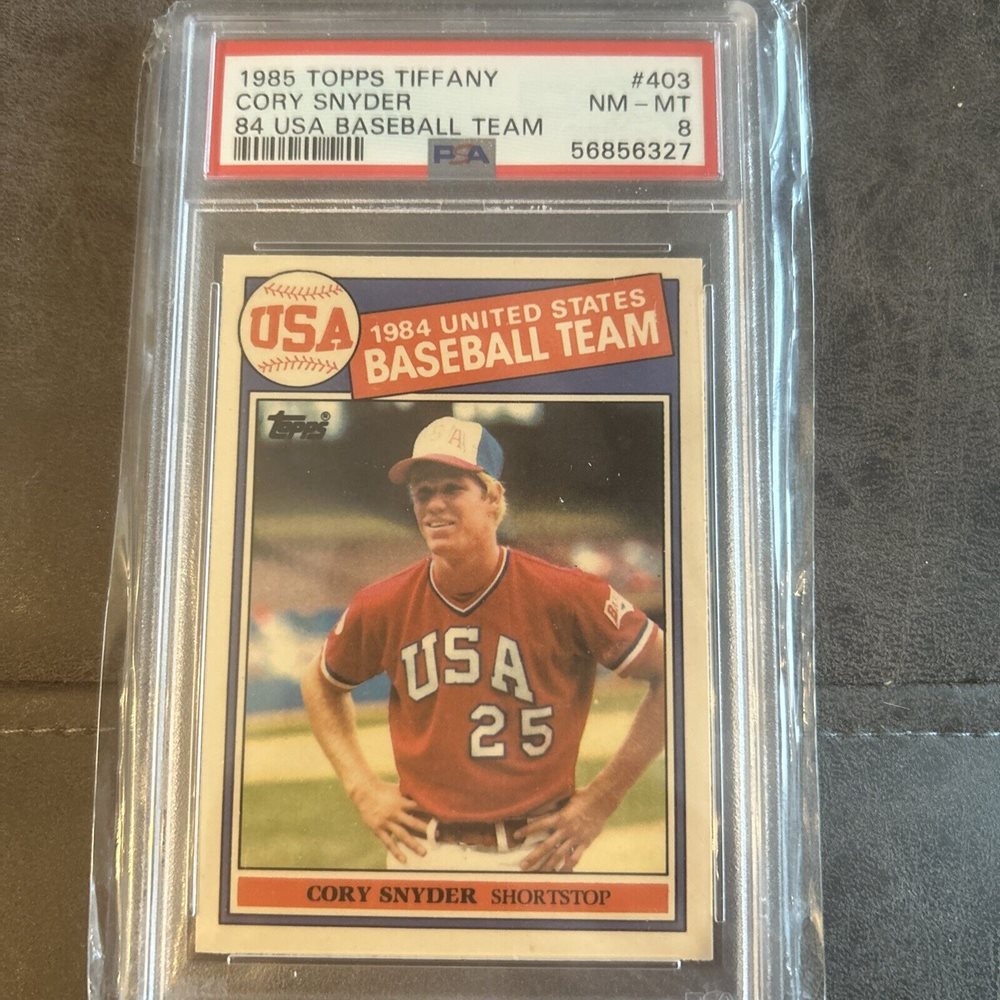 1985 TOPPS TIFFANY #403
CORY SNYDER NM - MT
84 USA BASEBALL TEAM 8
PSA 56856327
USA
1984 UNITED STATES
BASEBALL TEAM
topps®
USA
25
CORY SNYDER SHORTSTOP